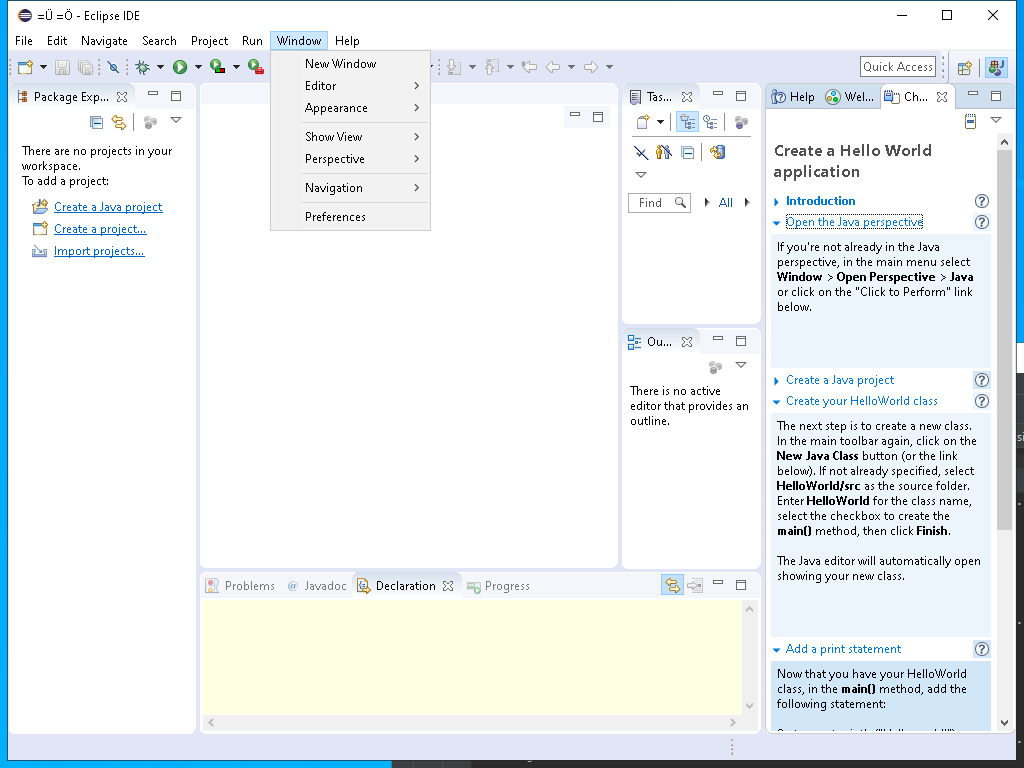 =Ü =Ö - Eclipse IDE
File Edit Navigate Search Project Run Window Help
New Window
Editor
Appearance
Show View
Perspective
Navigation
Preferences
Quick Access
Package Exp...
There are no projects in your
workspace.
To add a project:
Create a Java project
Create a project...
Import projects...
Tas...
Find
All
Ou...
There is no active
editor that provides an
outline.
Problems @ Javadoc Declaration Progress
Help Wel... Ch...
Create a Hello World
application
Introduction
Open the Java perspective
If you're not already in the Java
perspective, in the main menu select
Window > Open Perspective > Java
or click on the "Click to Perform" link
below.
Create a Java project
Create your HelloWorld class
The next step is to create a new class.
In the main toolbar again, click on the
New Java Class button (or the link
below). If not already specified, select
HelloWorld/src as the source folder.
Enter HelloWorld for the class name,
select the checkbox to create the
main() method, then click Finish.
The Java editor will automatically open
showing your new class.
Add a print statement
Now that you have your HelloWorld
class, in the main() method, add the
following statement: